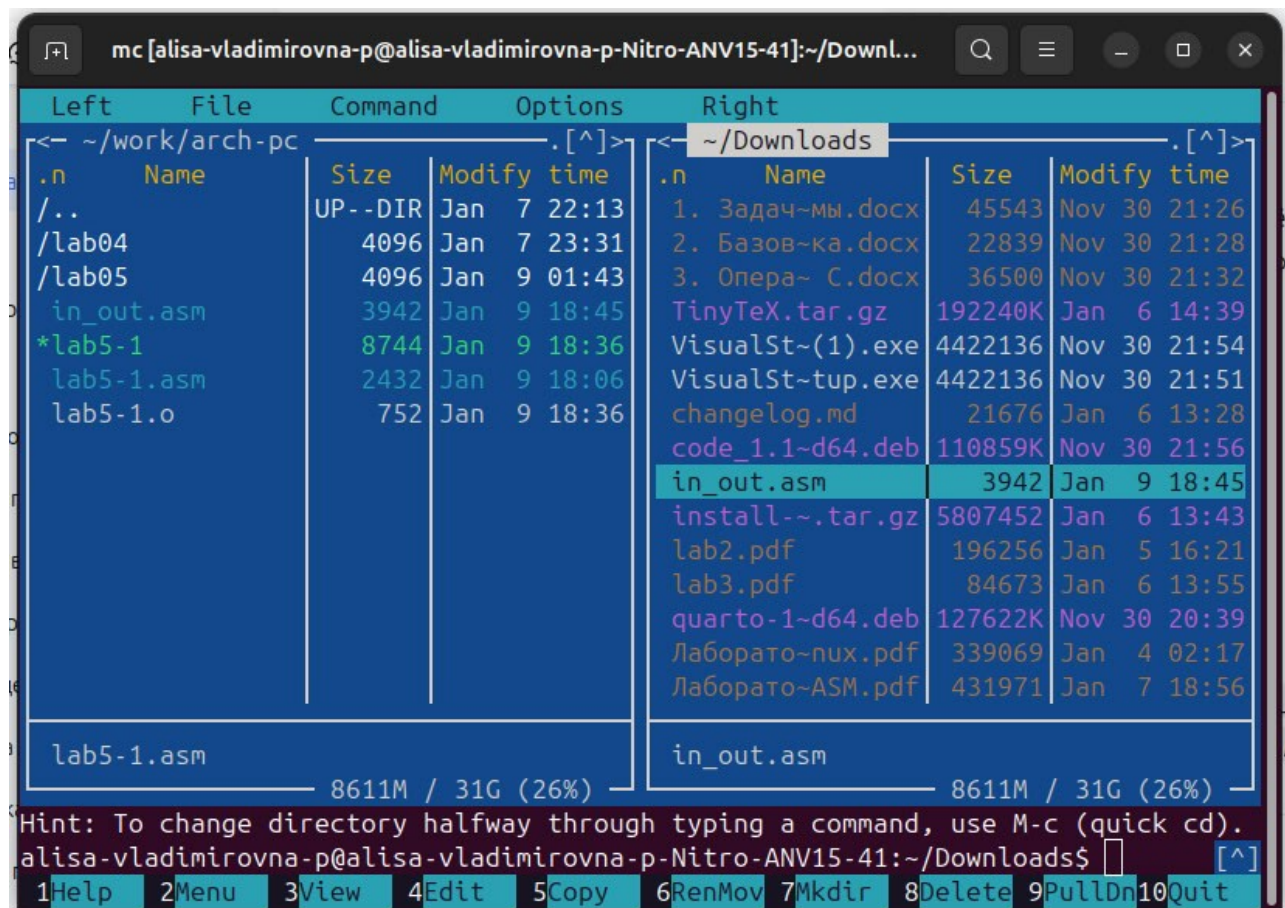 mc [alisa-vladimirovna-p@alisa-vladimirovna-p-Nitro-ANV15-41]:~/Downl...
Left File Command Options Right
<- ~/work/arch-pc .[^]> <- ~/Downloads .[^]>
.n Name Size Modify time .n Name Size Modify time
/.. UP--DIR Jan 7 22:13 1. Задач~мы.docx 45543 Nov 30 21:26
/lab04 4096 Jan 7 23:31 2. Базов~ка.docx 22839 Nov 30 21:28
/lab05 4096 Jan 9 01:43 3. Опера~ С.docx 36500 Nov 30 21:32
in_out.asm 3942 Jan 9 18:45 TinyTeX.tar.gz 192240K Jan 6 14:39
*lab5-1 8744 Jan 9 18:36 VisualSt~(1).exe 4422136 Nov 30 21:54
lab5-1.asm 2432 Jan 9 18:06 VisualSt~tup.exe 4422136 Nov 30 21:51
lab5-1.o 752 Jan 9 18:36 changelog.md 21676 Jan 6 13:28
code_1.1~d64.deb 110859K Nov 30 21:56
in_out.asm 3942 Jan 9 18:45
install-~.tar.gz 5807452 Jan 6 13:43
lab2.pdf 196256 Jan 5 16:21
lab3.pdf 84673 Jan 6 13:55
quarto-1~d64.deb 127622K Nov 30 20:39
Лаборато~nux.pdf 339069 Jan 4 02:17
Лаборато~ASM.pdf 431971 Jan 7 18:56
lab5-1.asm in_out.asm
8611M / 31G (26%) 8611M / 31G (26%)
Hint: To change directory halfway through typing a command, use M-c (quick cd).
alisa-vladimirovna-p@alisa-vladimirovna-p-Nitro-ANV15-41:~/Downloads$ [^]
1Help 2Menu 3View 4Edit 5Copy 6RenMov 7Mkdir 8Delete 9PullDn 10Quit